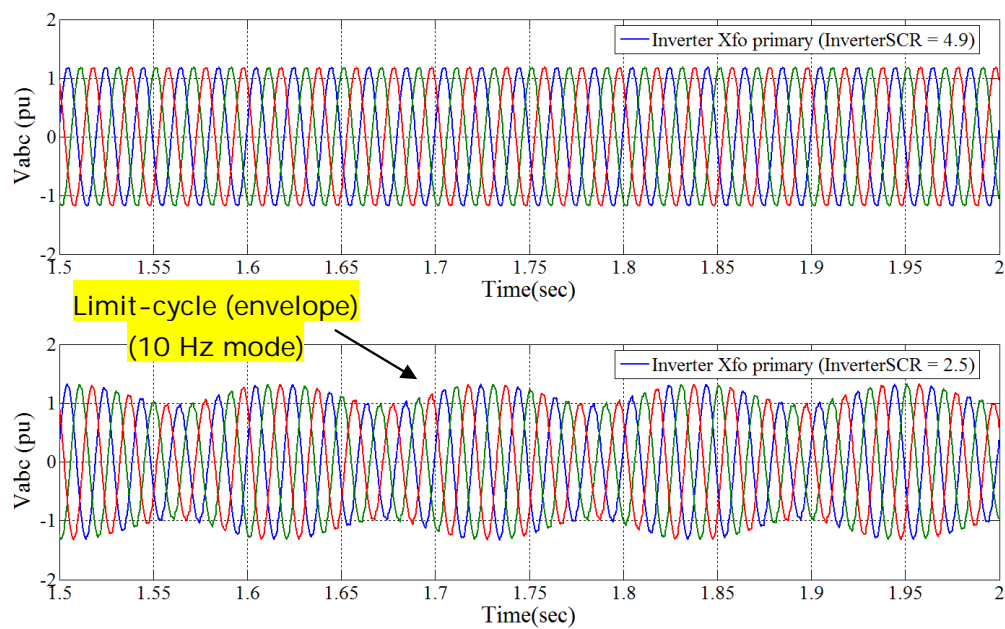 2
1
0
-1
-2
Vabc (pu)
Inverter Xfo primary (InverterSCR = 4.9)
1.5 1.55 1.6 1.65 1.7 1.75 1.8 1.85 1.9 1.95 2
Time(sec)
Limit-cycle (envelope)
(10 Hz mode)
2
1
0
-1
-2
Vabc (pu)
Inverter Xfo primary (InverterSCR = 2.5)
1.5 1.55 1.6 1.65 1.7 1.75 1.8 1.85 1.9 1.95 2
Time(sec)